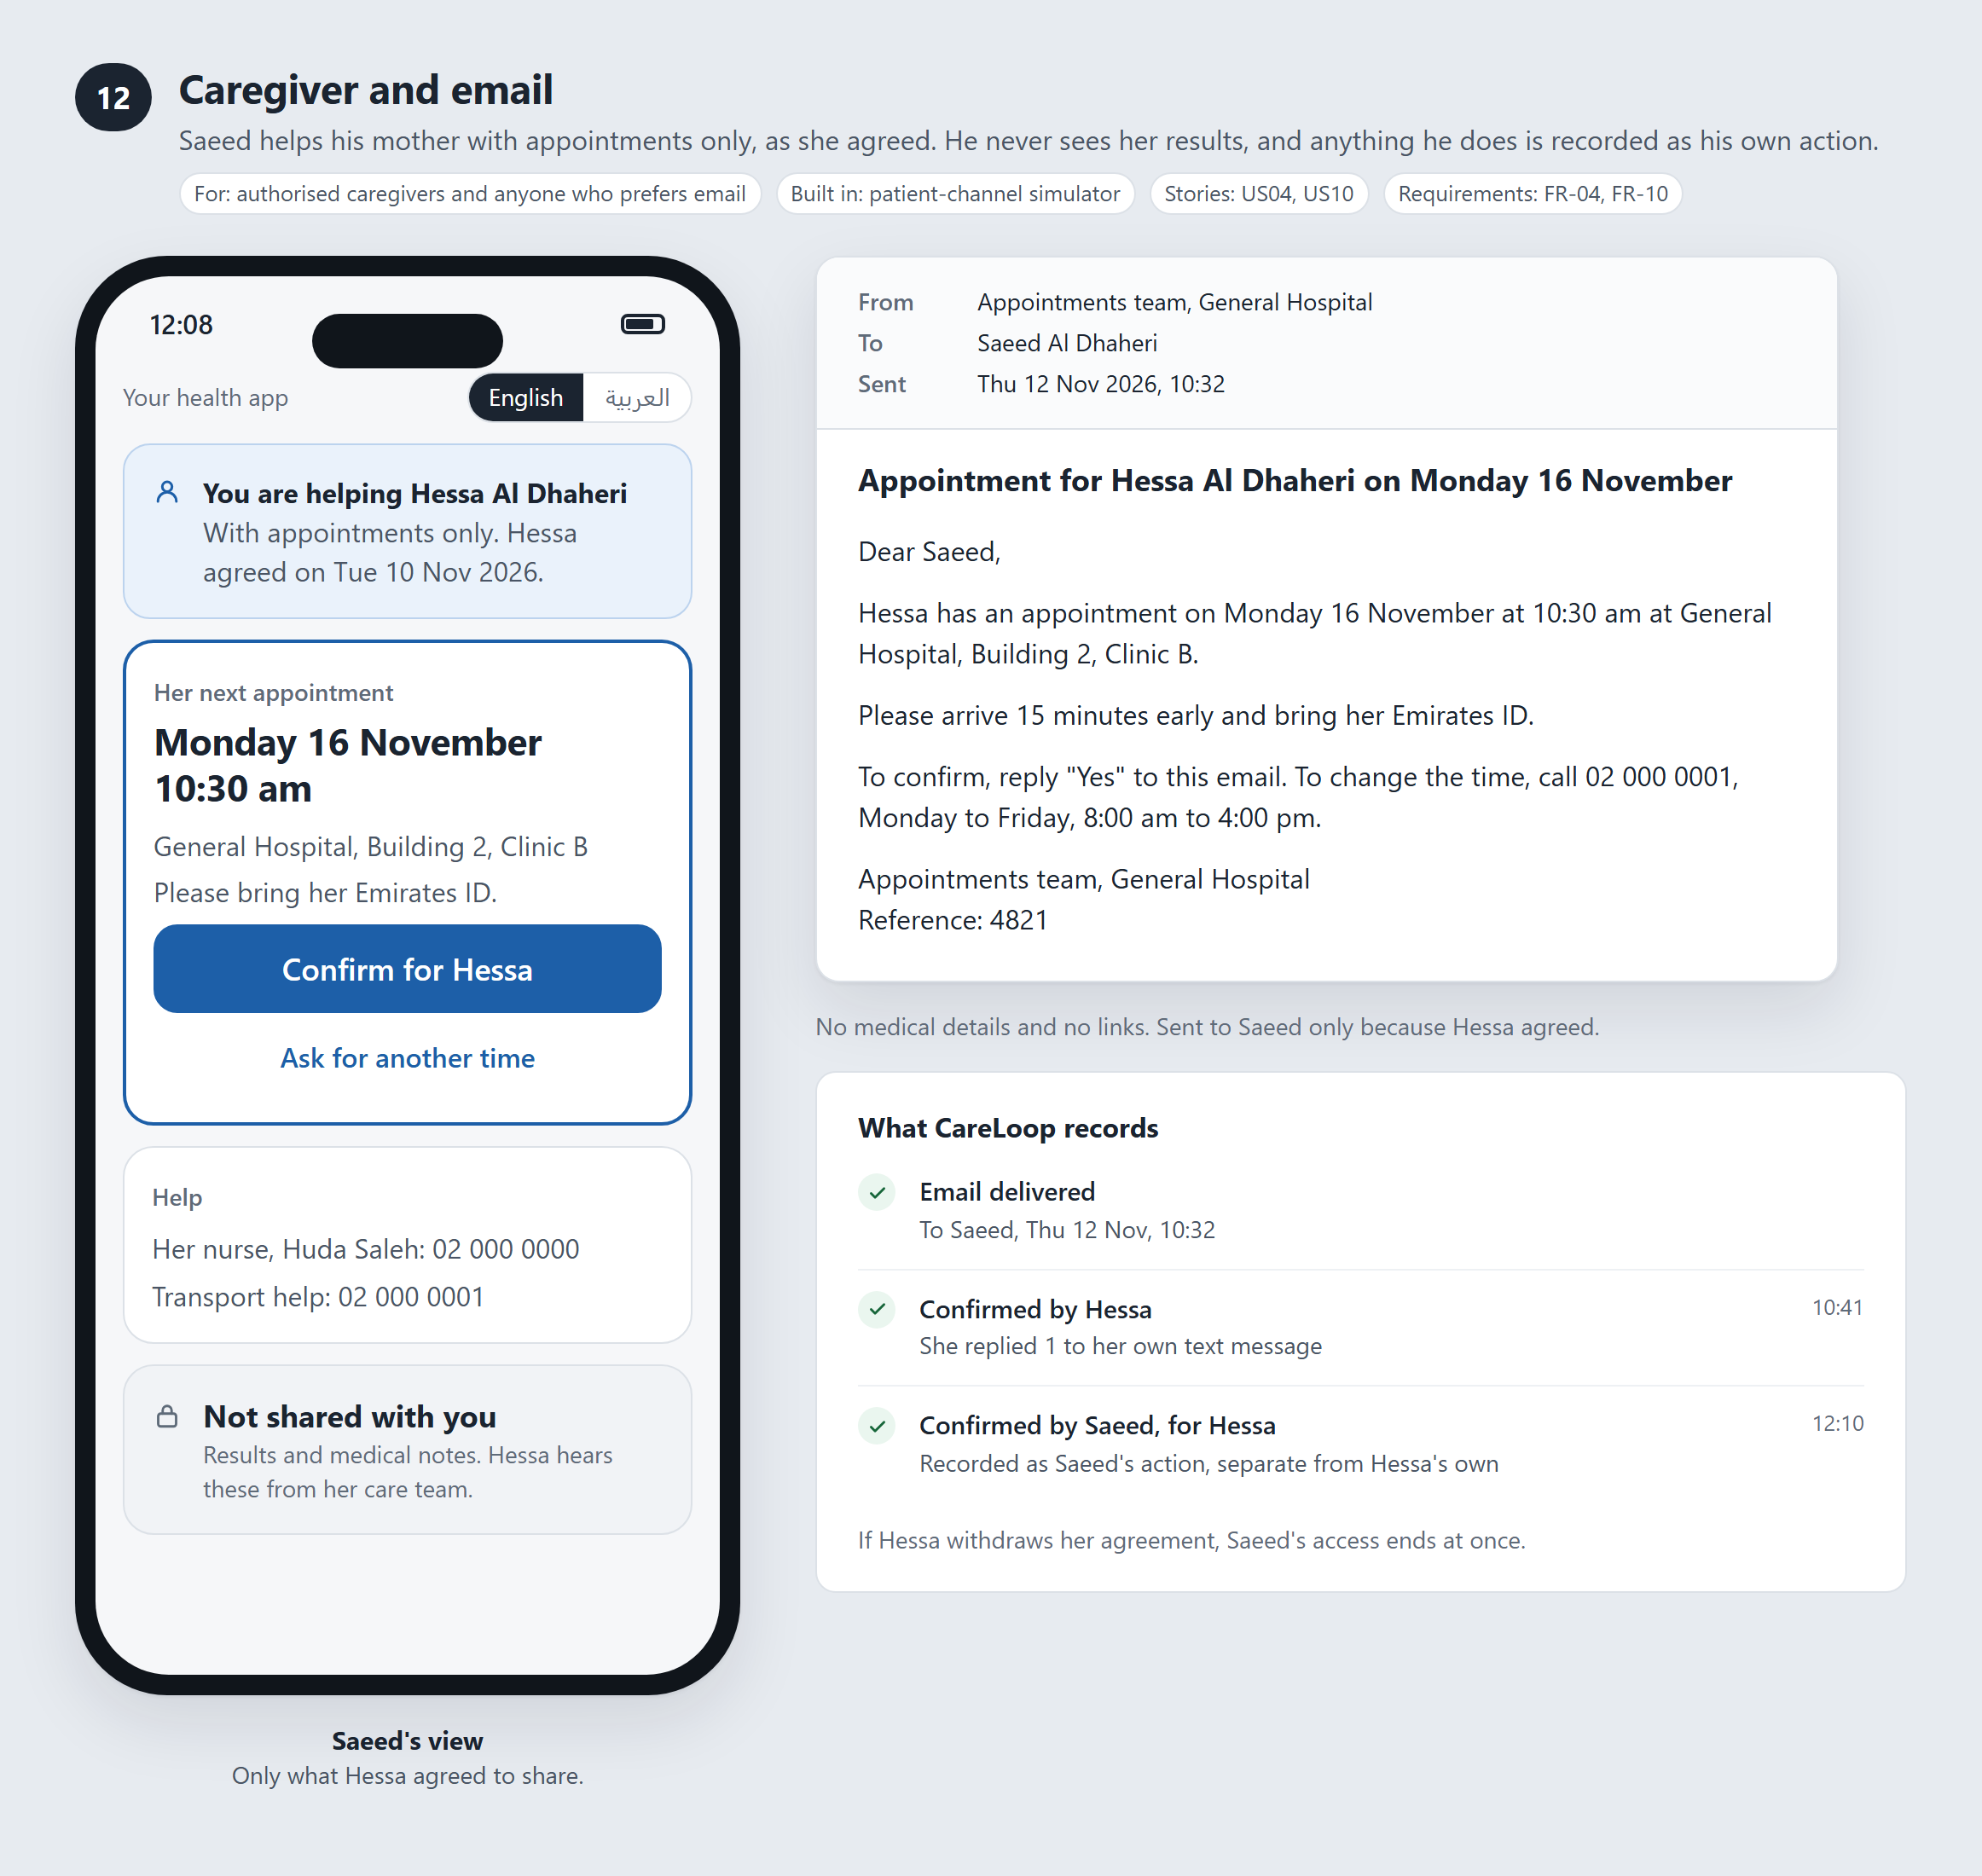 12
Caregiver and email
Saeed helps his mother with appointments only, as she agreed. He never sees her results, and anything he does is recorded as his own action.
For: authorised caregivers and anyone who prefers email
Built in: patient-channel simulator
Stories: US04, US10
Requirements: FR-04, FR-10
12:08
Your health app
English
العربية
You are helping Hessa Al Dhaheri
With appointments only. Hessa
agreed on Tue 10 Nov 2026.
Her next appointment
Monday 16 November
10:30 am
General Hospital, Building 2, Clinic B
Please bring her Emirates ID.
Confirm for Hessa
Ask for another time
Help
Her nurse, Huda Saleh: 02 000 0000
Transport help: 02 000 0001
Not shared with you
Results and medical notes. Hessa hears
these from her care team.
Saeed's view
Only what Hessa agreed to share.
From Appointments team, General Hospital
To Saeed Al Dhaheri
Sent Thu 12 Nov 2026, 10:32
Appointment for Hessa Al Dhaheri on Monday 16 November
Dear Saeed,
Hessa has an appointment on Monday 16 November at 10:30 am at General
Hospital, Building 2, Clinic B.
Please arrive 15 minutes early and bring her Emirates ID.
To confirm, reply "Yes" to this email. To change the time, call 02 000 0001,
Monday to Friday, 8:00 am to 4:00 pm.
Appointments team, General Hospital
Reference: 4821
No medical details and no links. Sent to Saeed only because Hessa agreed.
What CareLoop records
Email delivered
To Saeed, Thu 12 Nov, 10:32
Confirmed by Hessa 10:41
She replied 1 to her own text message
Confirmed by Saeed, for Hessa 12:10
Recorded as Saeed's action, separate from Hessa's own
If Hessa withdraws her agreement, Saeed's access ends at once.